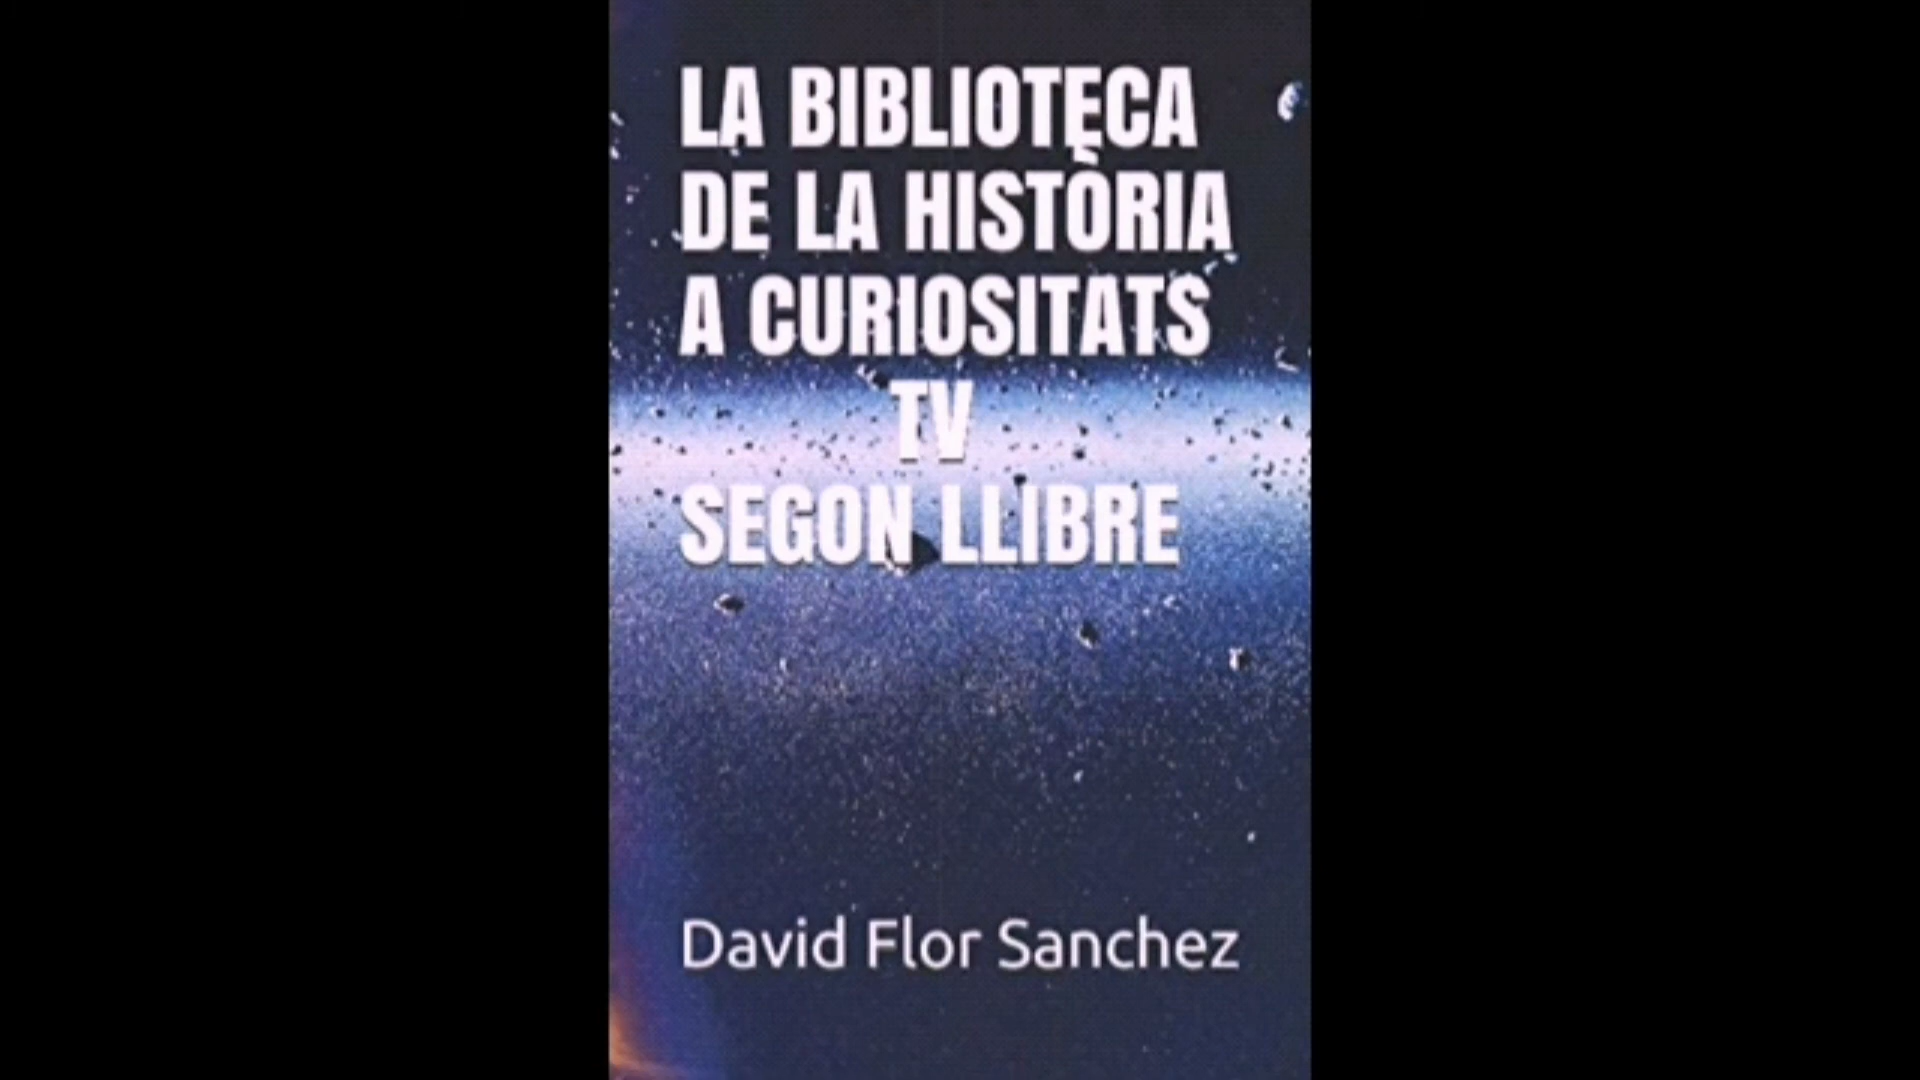 LA BIBLIOTECA
DE LA HISTÒRIA
A CURIOSITATS
TV
SEGON LLIBRE
David Flor Sanchez